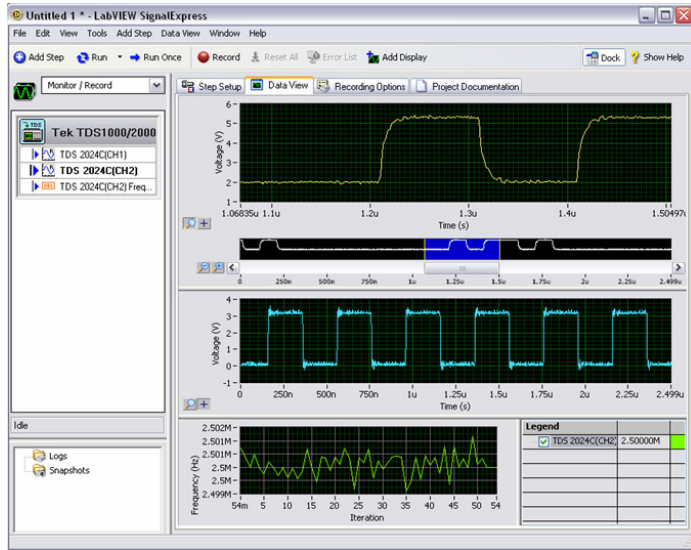 Untitled 1 * - LabVIEW SignalExpress
File Edit View Tools Add Step Data View Window Help
Add Step Run Run Once Record Reset All Error List Add Display Dock Show Help
Monitor / Record
Step Setup Data View Recording Options Project Documentation
TDS
Tek TDS1000/2000
TDS 2024C(CH1)
TDS 2024C(CH2)
TDS 2024C(CH2) Freq...
Idle
Logs
Snapshots
Voltage (V)
6
5
4
3
2
1
1.06835u 1.1u 1.2u 1.3u 1.4u 1.50497u
Time (s)
0 250n 500n 750n 1u 1.25u 1.5u 1.75u 2u 2.25u 2.499u
Voltage (V)
4
3
2
1
0
-1
0 250n 500n 750n 1u 1.25u 1.5u 1.75u 2u 2.25u 2.499u
Time (s)
Frequency (Hz)
2.502M
2.501M
2.501M
2.5M
2.5M
2.499M
54m 5 10 15 20 25 30 35 40 45 50 54
Iteration
Legend
TDS 2024C(CH2) 2.50000M